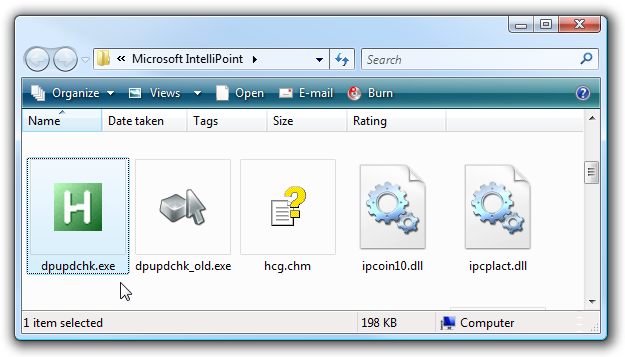 « Microsoft IntelliPoint
Search
Organize Views Open E-mail Burn ?
Name Date taken Tags Size Rating
H ?
dpupdchk.exe dpupdchk_old.exe hcg.chm ipcoin10.dll ipcplact.dll
1 item selected 198 KB Computer